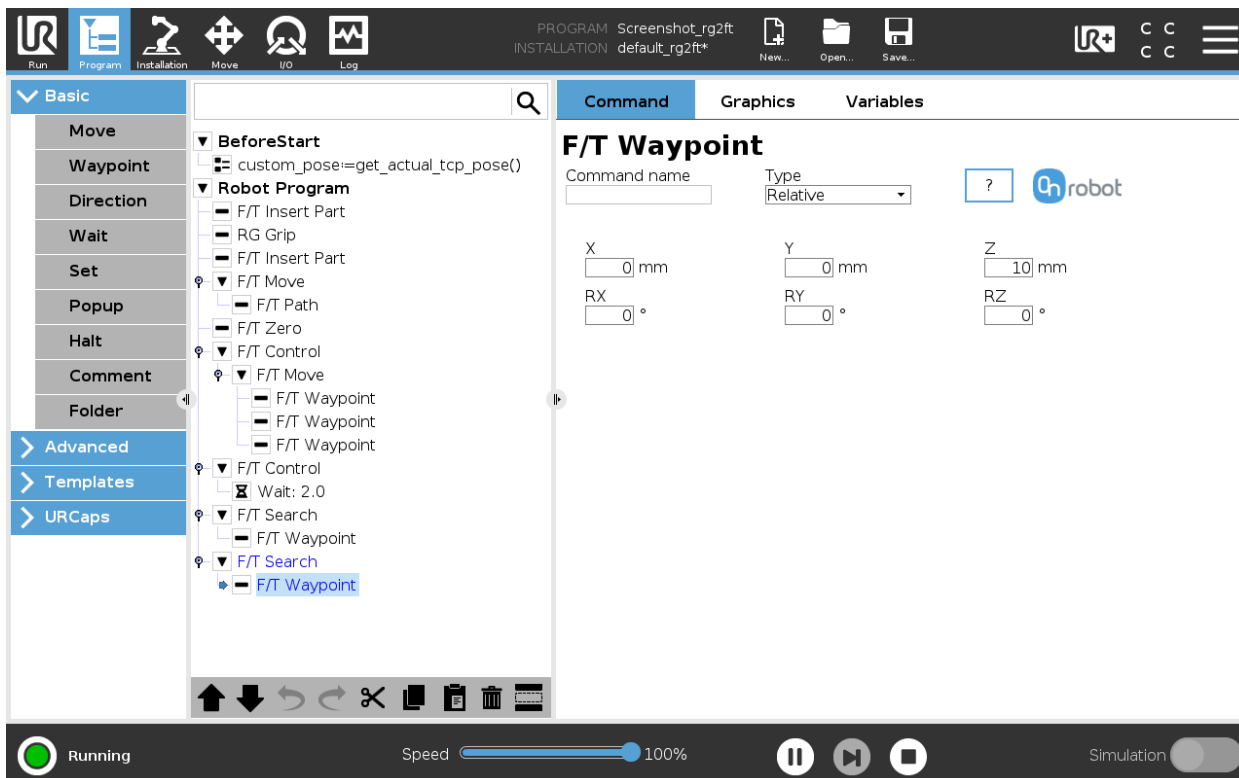 PROGRAM Screenshot_rg2ft
INSTALLATION default_rg2ft*
UR
Run
Program
Installation
Move
I/O
Log
New...
Open...
Save...
UR+
C C
C C
Basic
Move
Waypoint
Direction
Wait
Set
Popup
Halt
Comment
Folder
Advanced
Templates
URCaps
BeforeStart
custom_pose≔get_actual_tcp_pose()
Robot Program
F/T Insert Part
RG Grip
F/T Insert Part
F/T Move
F/T Path
F/T Zero
F/T Control
F/T Move
F/T Waypoint
F/T Waypoint
F/T Waypoint
F/T Control
Wait: 2.0
F/T Search
F/T Waypoint
F/T Search
F/T Waypoint
Command Graphics Variables
F/T Waypoint
Command name
Type
Relative
?
On robot
X
0 mm
Y
0 mm
Z
10 mm
RX
0 °
RY
0 °
RZ
0 °
Running
Speed 100%
Simulation